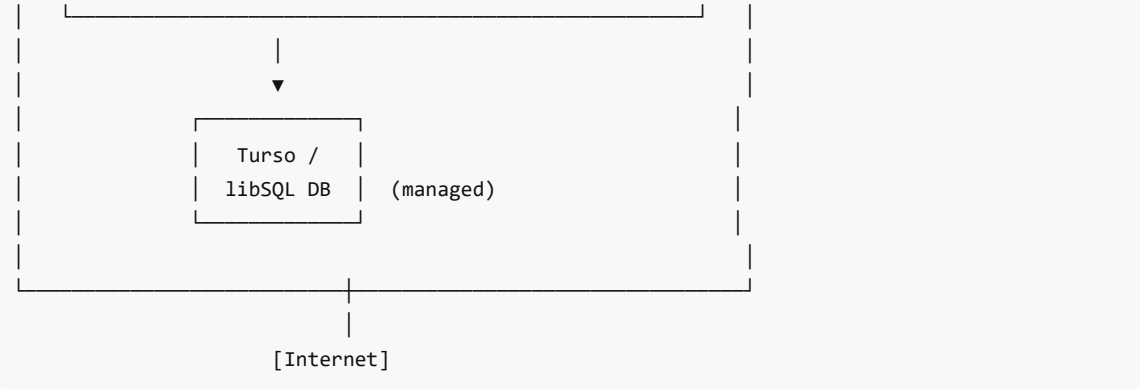 Turso /
libSQL DB (managed)
[Internet]